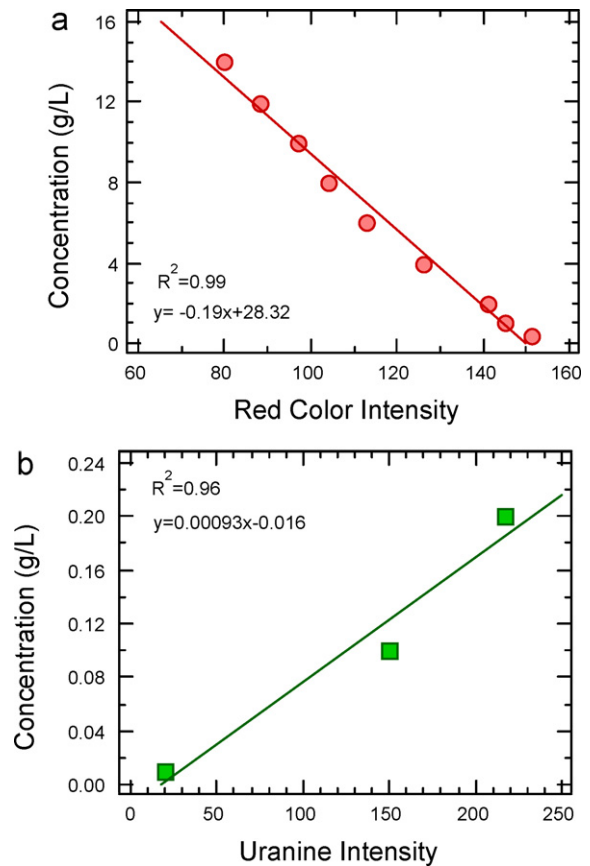 a
16
12
8
4
0
Concentration (g/L)
R²=0.99
y= -0.19x+28.32
60 80 100 120 140 160
Red Color Intensity
b
0.24
0.20
0.16
0.12
0.08
0.04
0.00
Concentration (g/L)
R²=0.96
y=0.00093x-0.016
0 50 100 150 200 250
Uranine Intensity